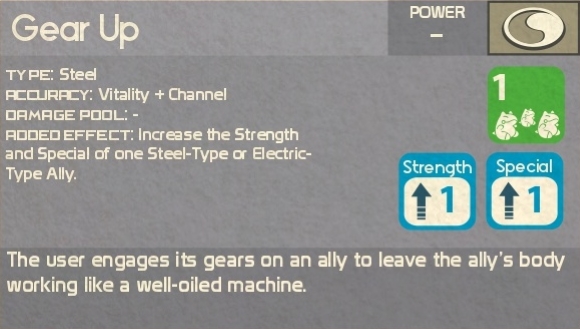 Gear Up
POWER
–
TYPE: Steel
ACCURACY: Vitality + Channel
DAMAGE POOL: -
ADDED EFFECT: Increase the Strength
and Special of one Steel-Type or Electric-
Type Ally.
1
Strength
1
Special
1
The user engages its gears on an ally to leave the ally's body
working like a well-oiled machine.